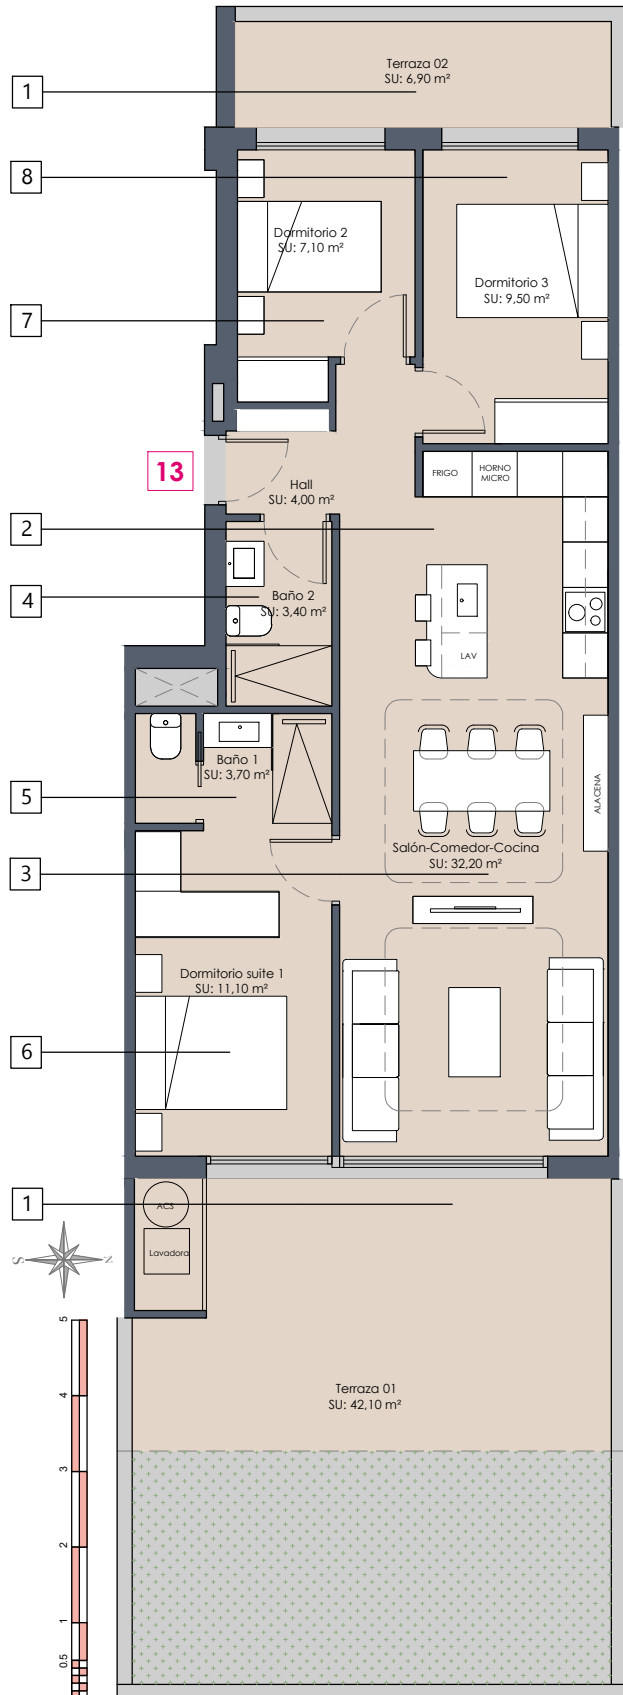 Terraza 02
SU: 6,90 m²
1
8
Dormitorio 2
SU: 7,10 m²
Dormitorio 3
SU: 9,50 m²
7
13
FRIGO
HORNO
MICRO
Hall
SU: 4,00 m²
2
4
Baño 2
SU: 3,40 m²
LAV
Baño 1
SU: 3,70 m²
5
ALACENA
Salón-Comedor-Cocina
SU: 32,20 m²
3
Dormitorio suite 1
SU: 11,10 m²
6
1
ACS
Lavadora
S
N
5
4
3
2
1
0.5
Terraza 01
SU: 42,10 m²